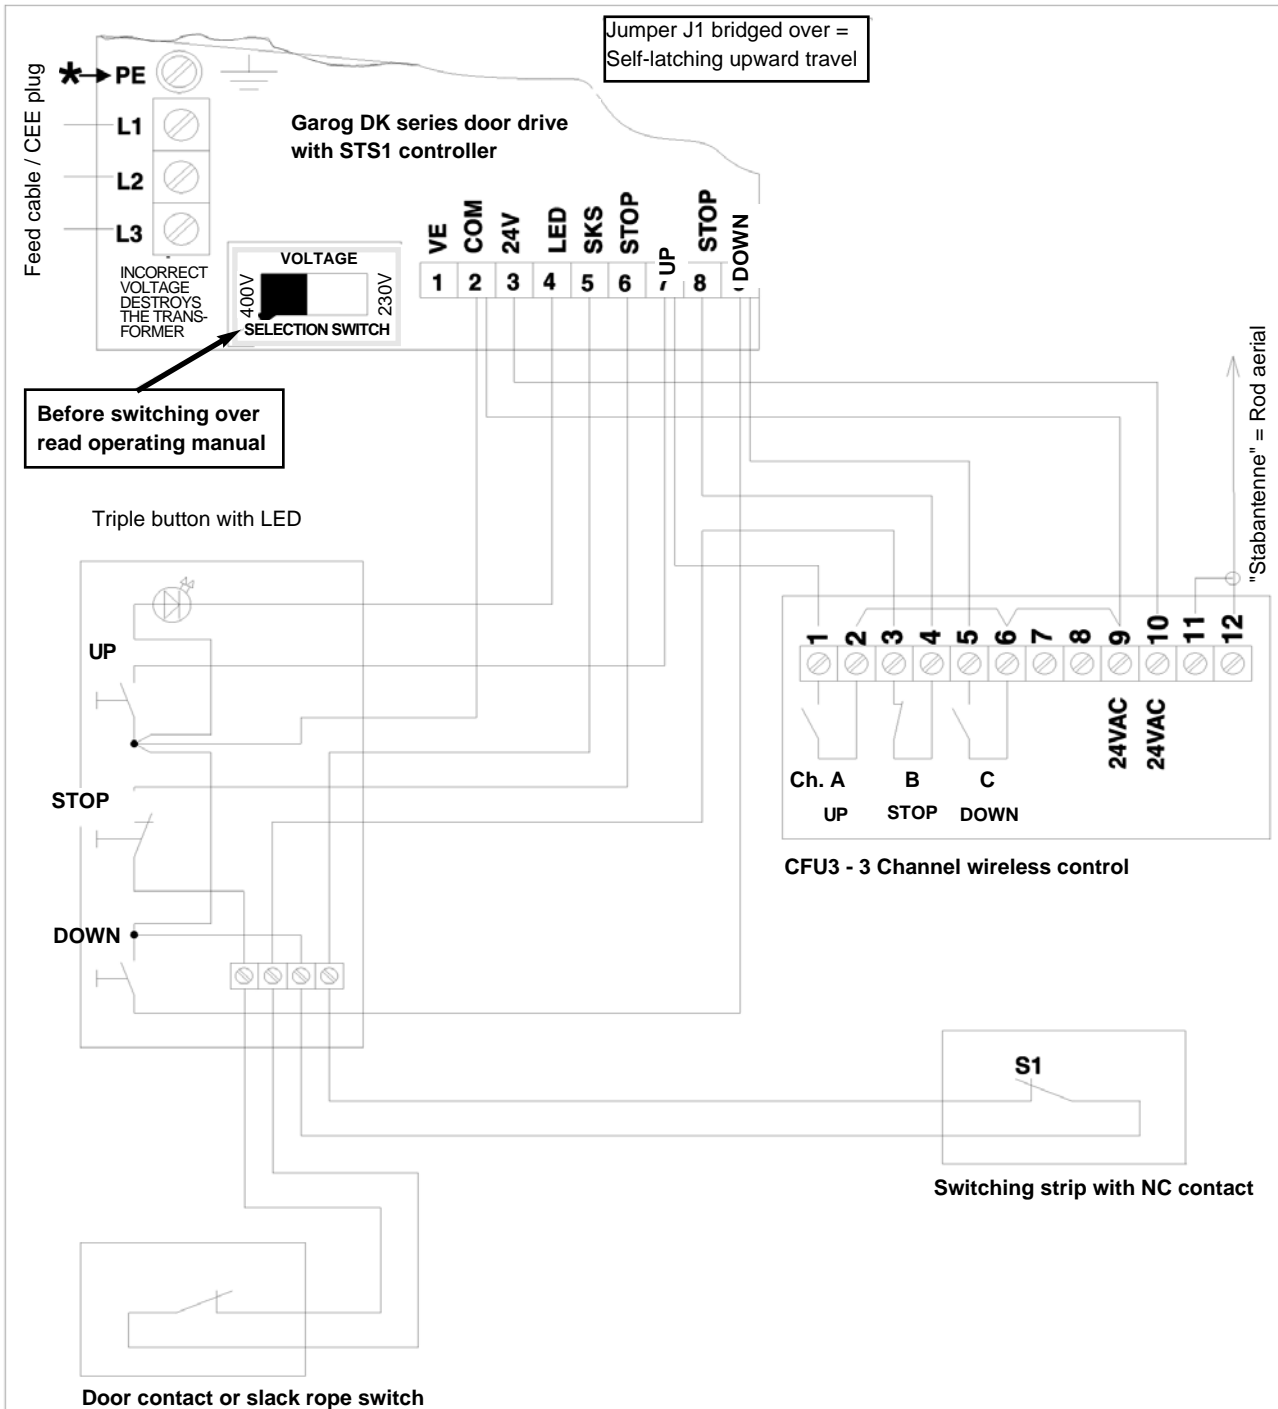 Jumper J1 bridged over =
Self-latching upward travel
Feed cable / CEE plug
* PE
L1
L2
L3
Garog DK series door drive
with STS1 controller
INCORRECT
VOLTAGE
DESTROYS
THE TRANS-
FORMER
VOLTAGE
400V
230V
SELECTION SWITCH
VE COM 24V LED SKS STOP UP STOP DOWN
1 2 3 4 5 6 7 8
Before switching over
read operating manual
"Stabantenne" = Rod aerial
Triple button with LED
UP
STOP
DOWN
1 2 3 4 5 6 7 8 9 10 11 12
24VAC 24VAC
Ch. A B C
UP STOP DOWN
CFU3 - 3 Channel wireless control
S1
Switching strip with NC contact
Door contact or slack rope switch